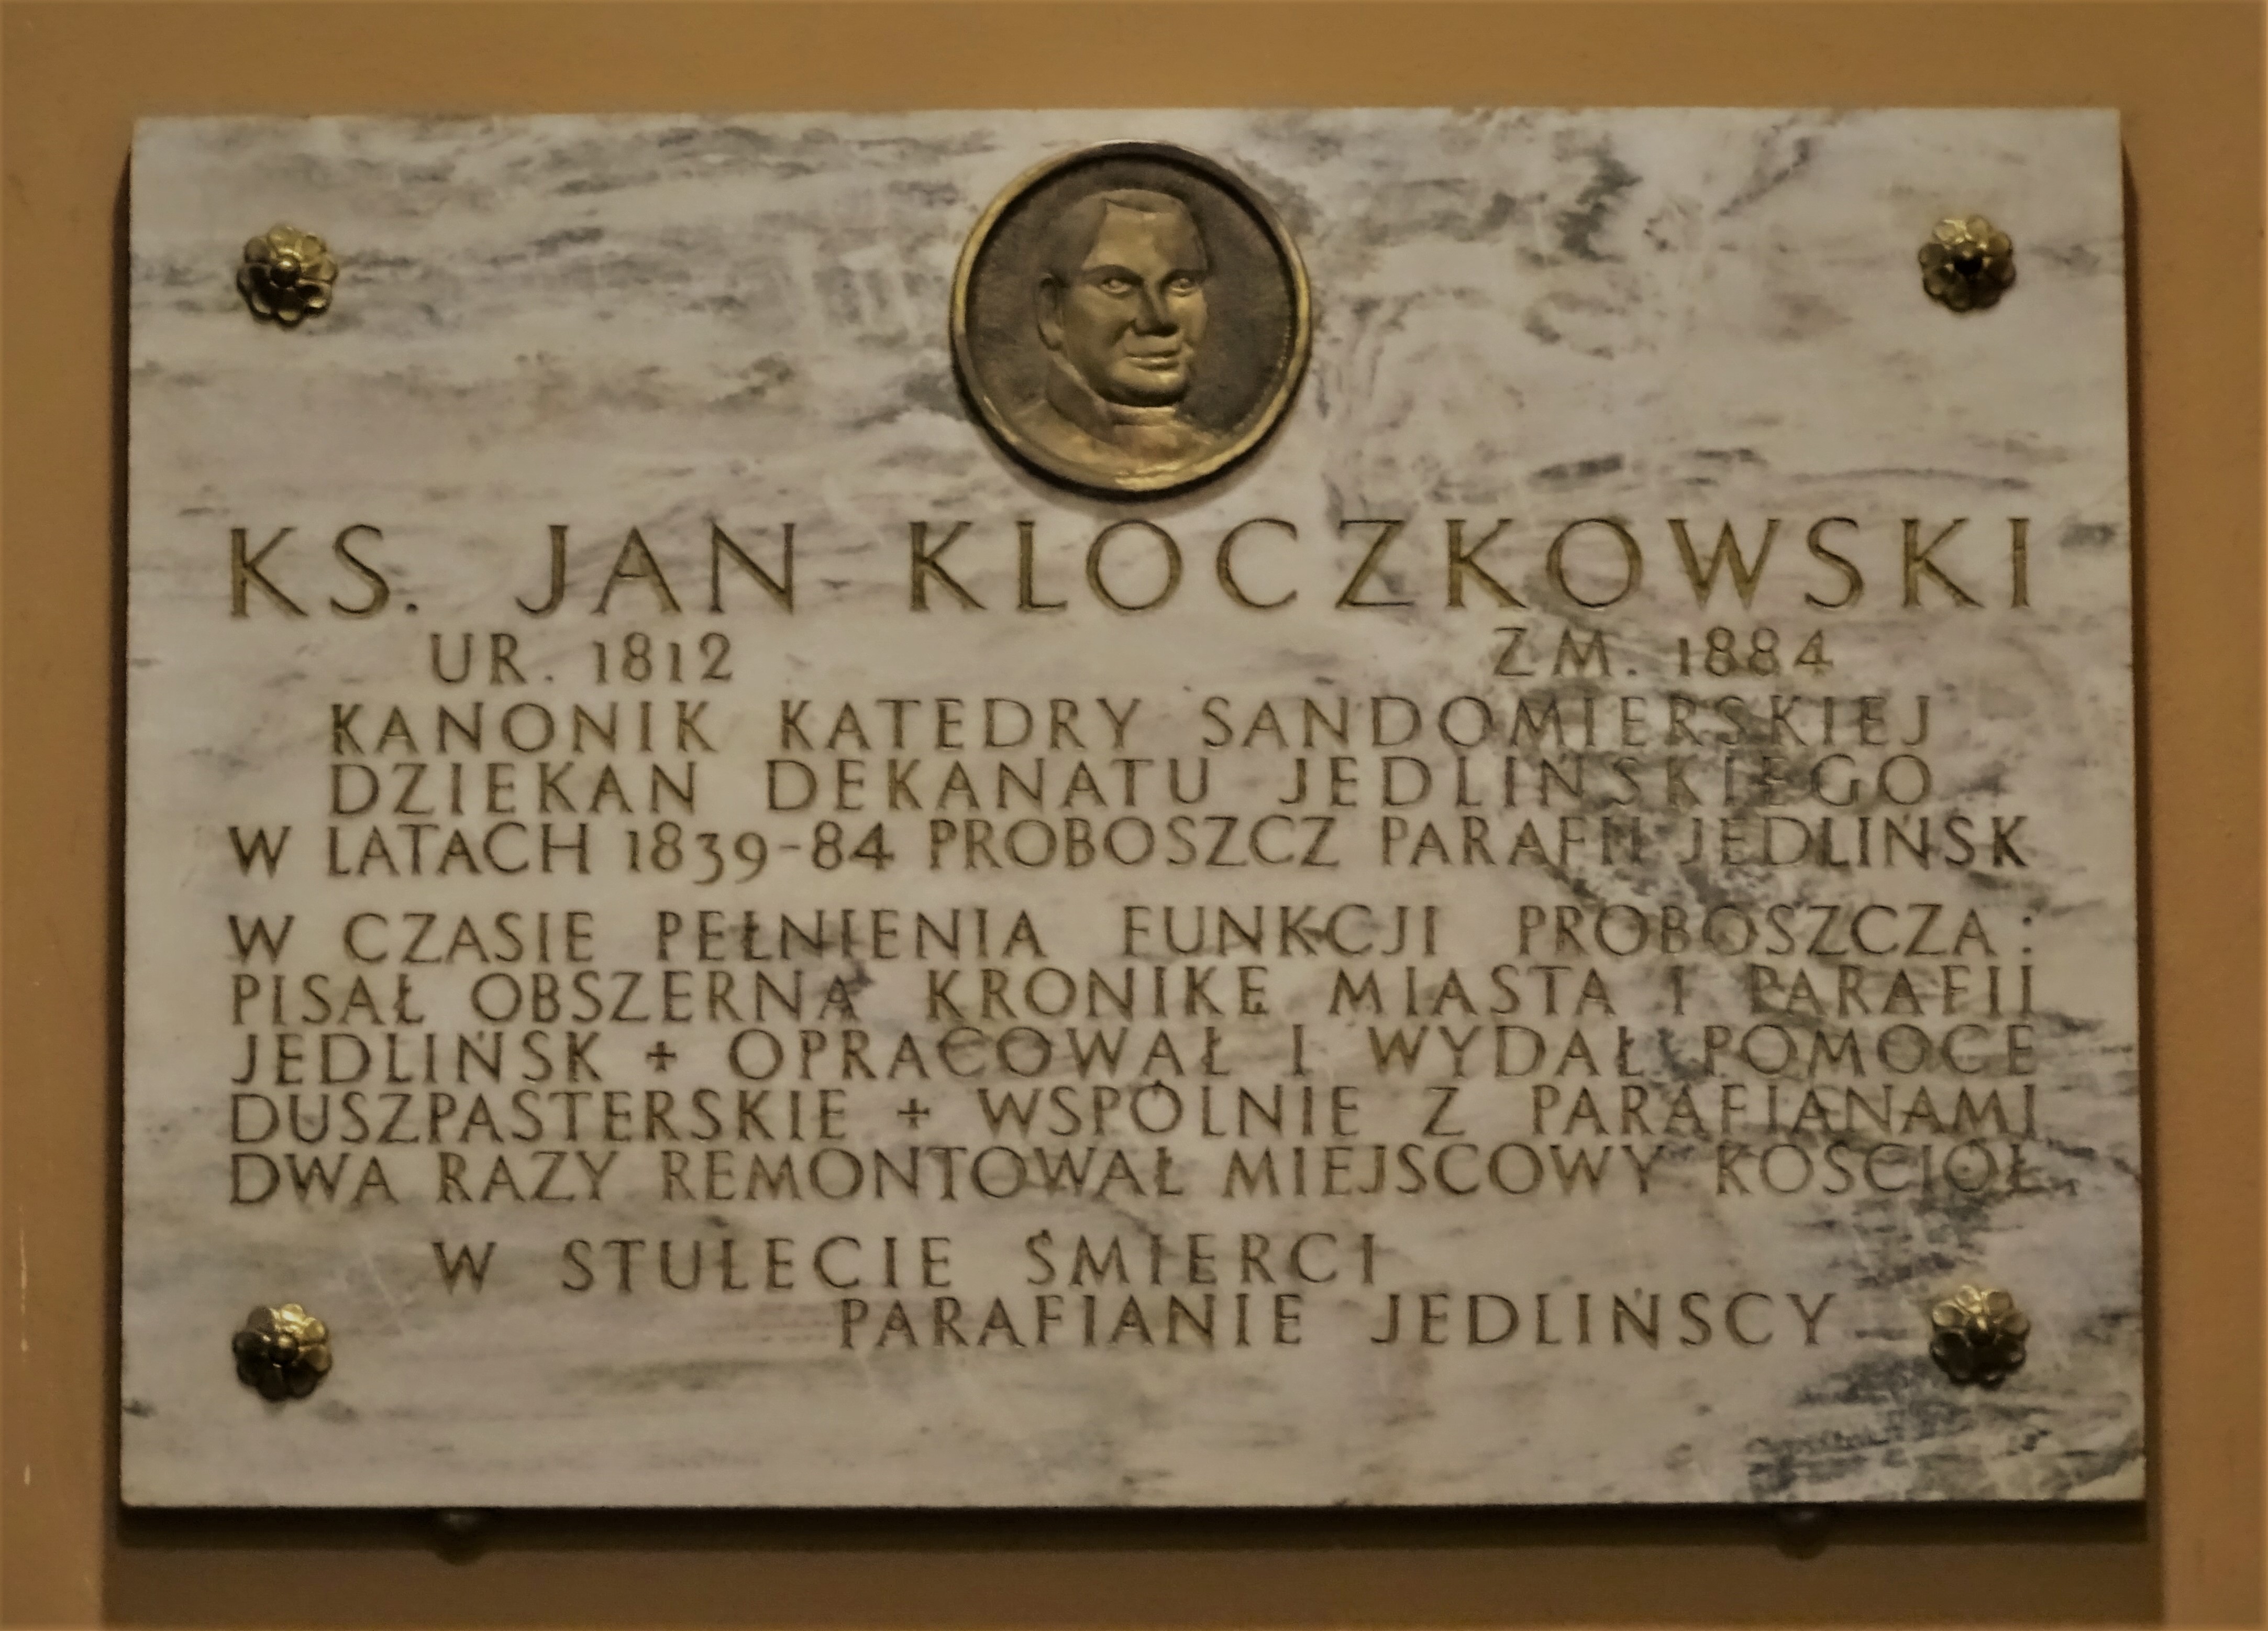 KS. JAN KLOCZKOWSKI
UR. 1812 ZM. 1884
KANONIK KATEDRY SANDOMIERSKIEJ
DZIEKAN DEKANATU JEDLIŃSKIEGO
W LATACH 1839-84 PROBOSZCZ PARAFII JEDLIŃSK
W CZASIE PEŁNIENIA FUNKCJI PROBOSZCZA:
PISAŁ OBSZERNĄ KRONIKĘ MIASTA I PARAFII
JEDLIŃSK + OPRACOWAŁ I WYDAŁ POMOCE
DUSZPASTERSKIE + WSPÓLNIE Z PARAFIANAMI
DWA RAZY REMONTOWAŁ MIEJSCOWY KOŚCIÓŁ
W STULECIE ŚMIERCI
PARAFIANIE JEDLIŃSCY